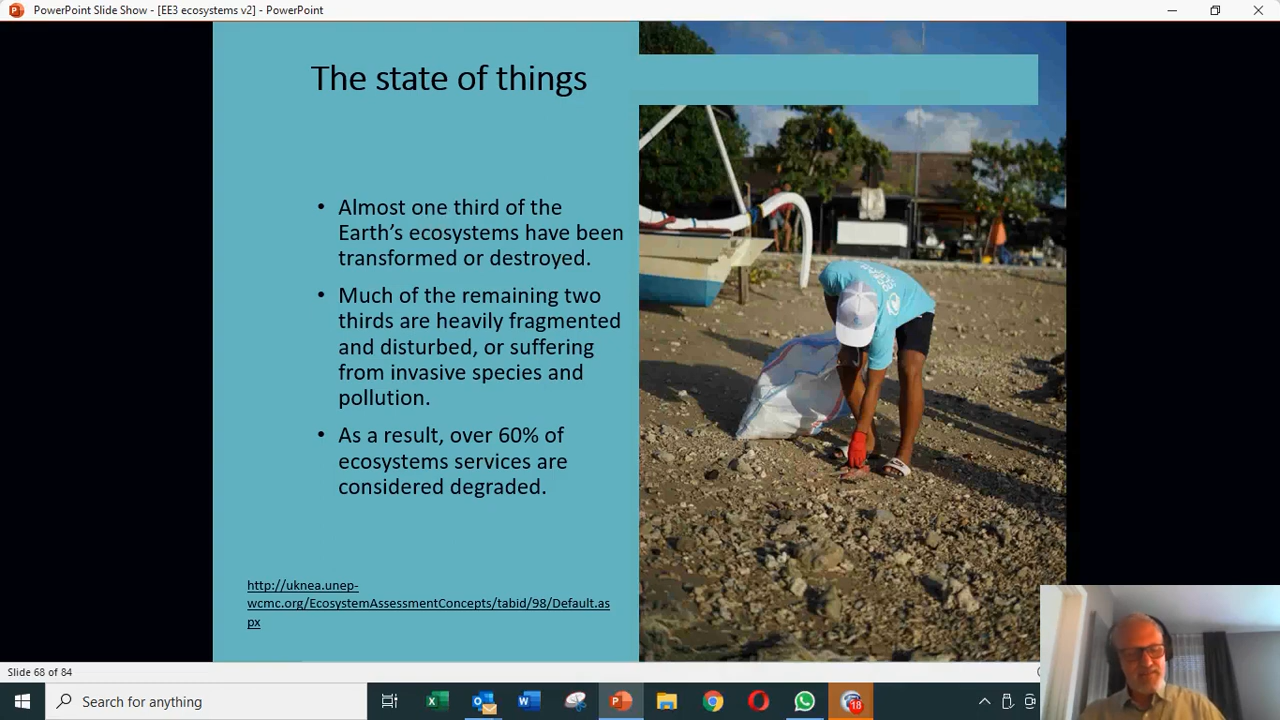 PowerPoint Slide Show - [EE3 ecosystems v2] - PowerPoint
The state of things
• Almost one third of the
Earth's ecosystems have been
transformed or destroyed.
• Much of the remaining two
thirds are heavily fragmented
and disturbed, or suffering
from invasive species and
pollution.
• As a result, over 60% of
ecosystems services are
considered degraded.
http://uknea.unep-
wcmc.org/EcosystemAssessmentConcepts/tabid/98/Default.as
px
Slide 68 of 84
Search for anything
18